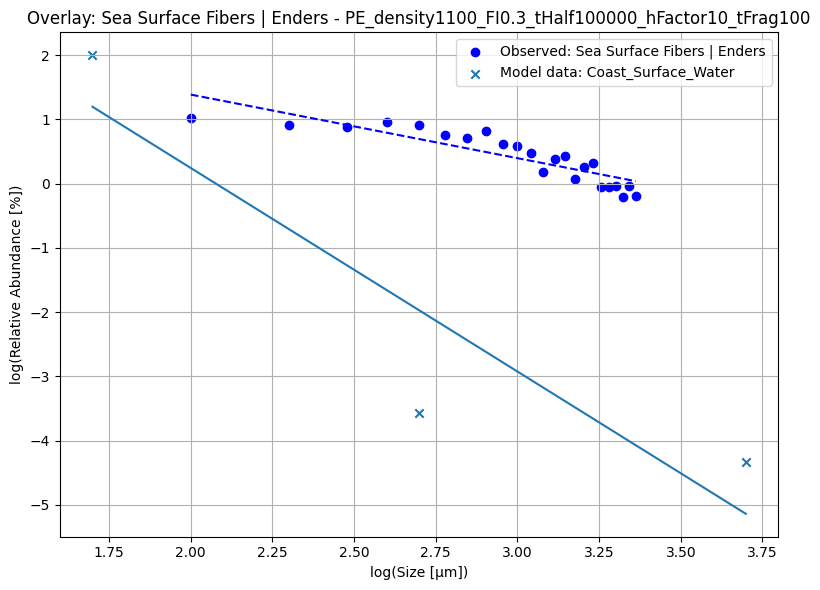 Overlay: Sea Surface Fibers | Enders - PE_density1100_FI0.3_tHalf100000_hFactor10_tFrag100
Observed: Sea Surface Fibers | Enders
Model data: Coast_Surface_Water
log(Relative Abundance [%])
2
1
0
−1
−2
−3
−4
−5
1.75 2.00 2.25 2.50 2.75 3.00 3.25 3.50 3.75
log(Size [μm])